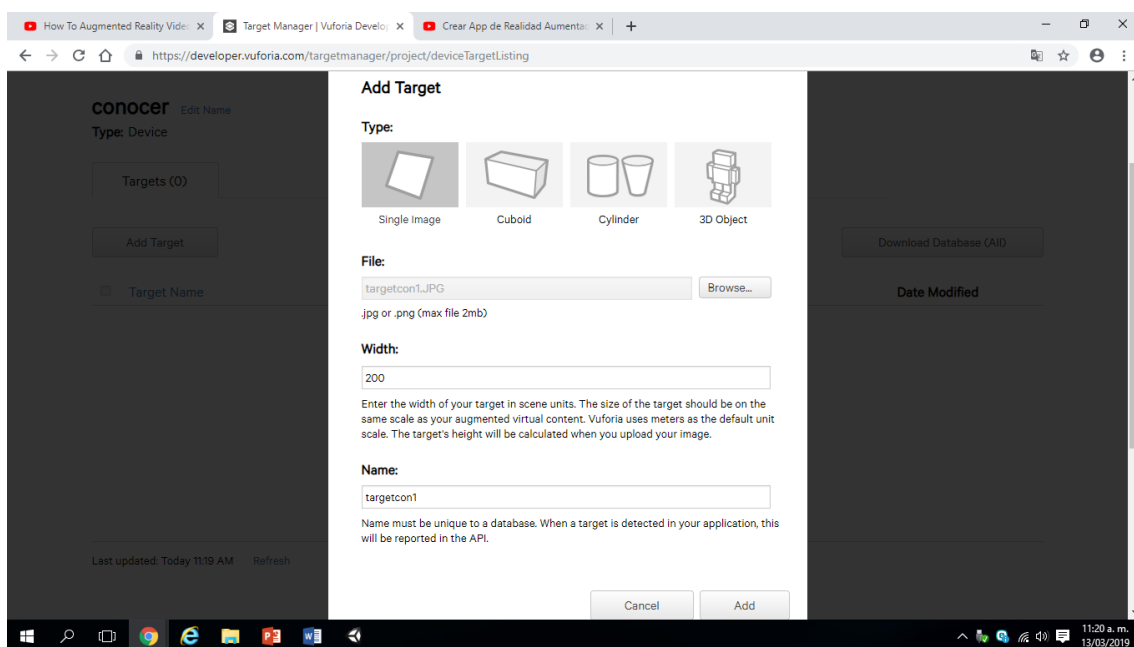 How To Augmented Reality Vide
Target Manager | Vuforia Develo
Crear App de Realidad Aumenta
https://developer.vuforia.com/targetmanager/project/deviceTargetListing
conocer Edit Name
Type: Device
Targets (0)
Add Target
Download Database (All)
Target Name
Date Modified
Last updated: Today 11:19 AM Refresh
Add Target
Type:
Single Image
Cuboid
Cylinder
3D Object
File:
targetcon1.JPG
Browse...
.jpg or .png (max file 2mb)
Width:
200
Enter the width of your target in scene units. The size of the target should be on the
same scale as your augmented virtual content. Vuforia uses meters as the default unit
scale. The target's height will be calculated when you upload your image.
Name:
targetcon1
Name must be unique to a database. When a target is detected in your application, this
will be reported in the API.
Cancel
Add
11:20 a. m.
13/03/2019